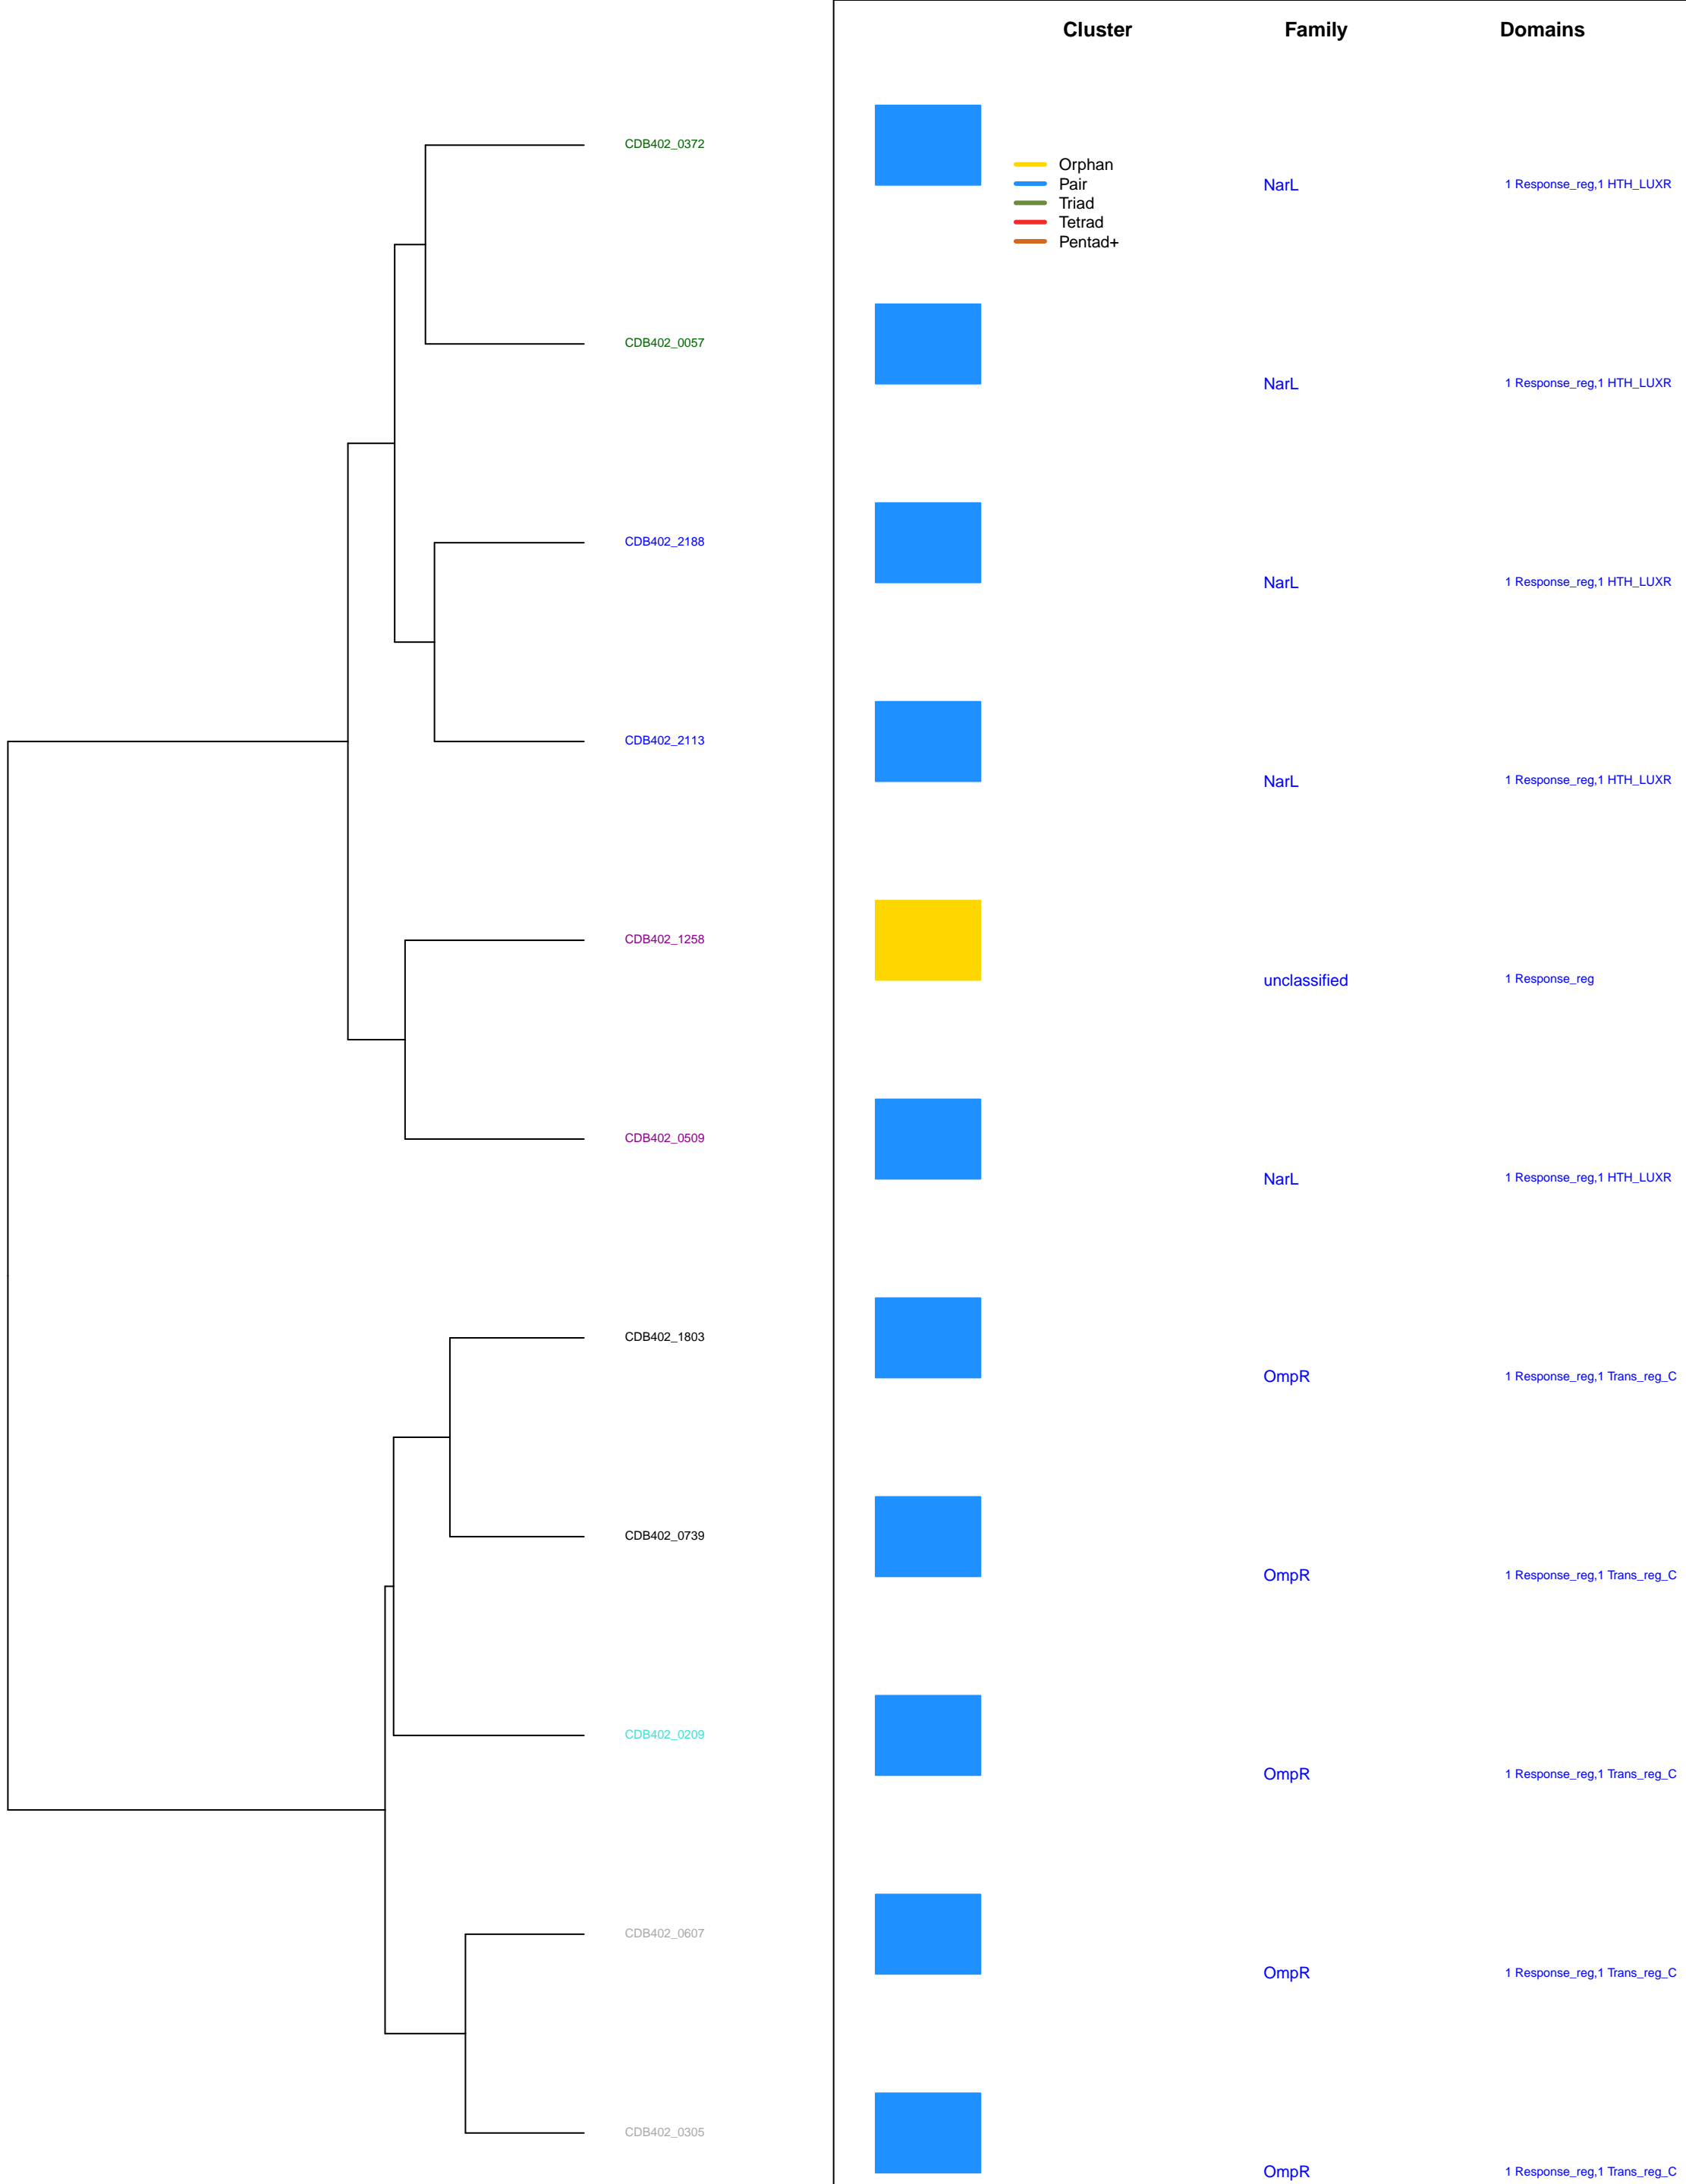 Cluster Family Domains
CDB402_0372
Orphan
Pair
Triad
Tetrad
Pentad+
NarL 1 Response_reg,1 HTH_LUXR
CDB402_0057
NarL 1 Response_reg,1 HTH_LUXR
CDB402_2188
NarL 1 Response_reg,1 HTH_LUXR
CDB402_2113
NarL 1 Response_reg,1 HTH_LUXR
CDB402_1258
unclassified 1 Response_reg
CDB402_0509
NarL 1 Response_reg,1 HTH_LUXR
CDB402_1803
OmpR 1 Response_reg,1 Trans_reg_C
CDB402_0739
OmpR 1 Response_reg,1 Trans_reg_C
CDB402_0209
OmpR 1 Response_reg,1 Trans_reg_C
CDB402_0607
OmpR 1 Response_reg,1 Trans_reg_C
CDB402_0305
OmpR 1 Response_reg,1 Trans_reg_C